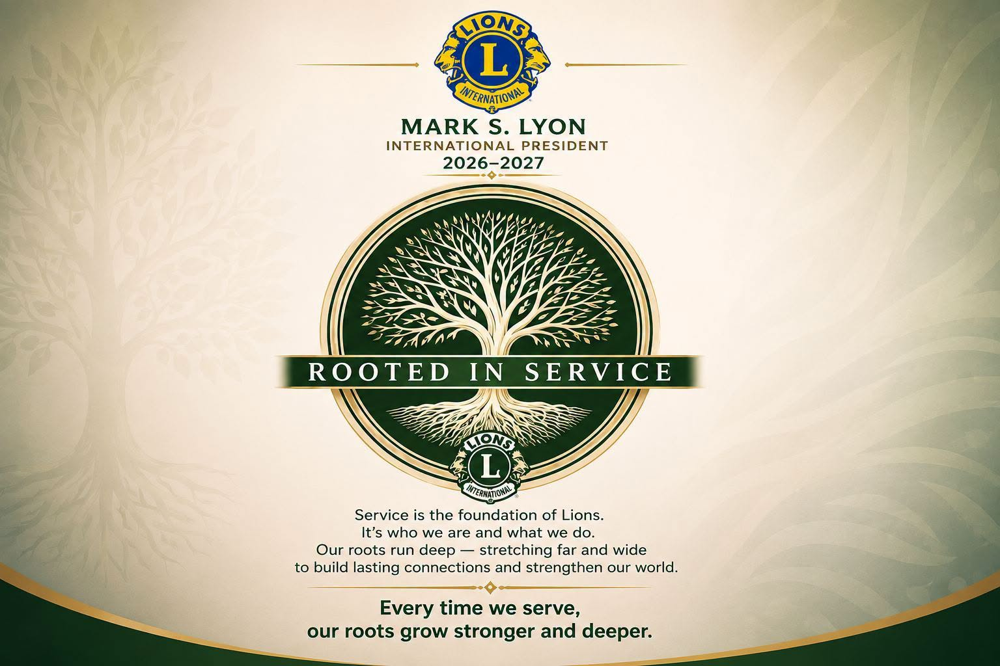 LIONS
L
INTERNATIONAL
MARK S. LYON
INTERNATIONAL PRESIDENT
2026–2027
ROOTED IN SERVICE
LIONS
L
INTERNATIONAL
Service is the foundation of Lions.
It's who we are and what we do.
Our roots run deep — stretching far and wide
to build lasting connections and strengthen our world.
Every time we serve,
our roots grow stronger and deeper.